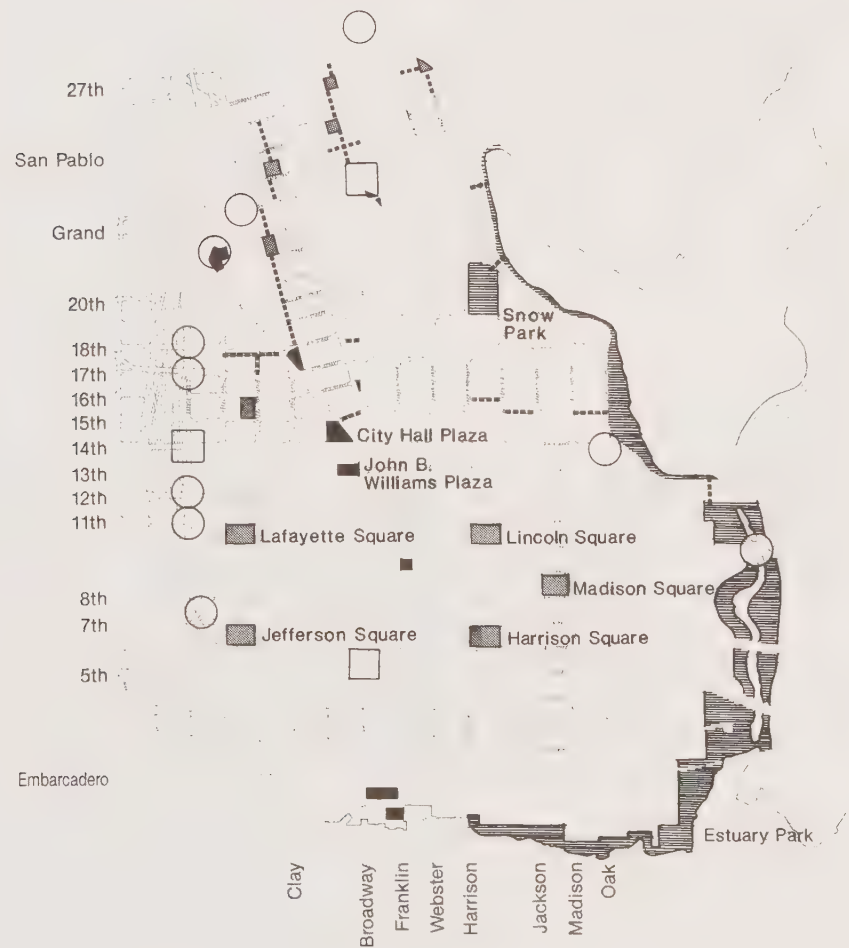 27th
San Pablo
Grand
20th
18th
17th
16th
15th
14th
13th
12th
11th
8th
7th
5th
Embarcadero
Snow
Park
City Hall Plaza
John B.
Williams Plaza
Lafayette Square
Lincoln Square
Madison Square
Jefferson Square
Harrison Square
Estuary Park
Clay
Broadway
Franklin
Webster
Harrison
Jackson
Madison
Oak